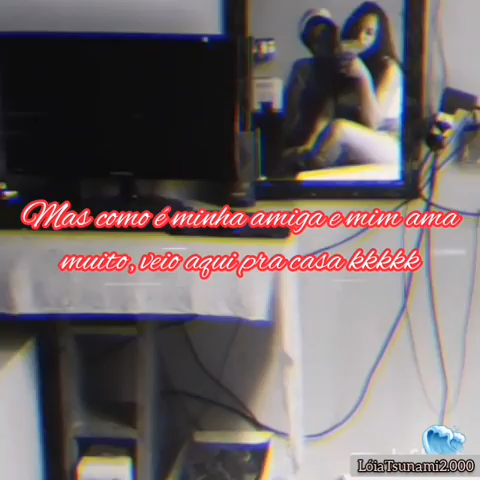 Mas como é minha amiga e mim ama
muito, veio aqui pra casa kkkkk
LóiaTsunami2.000